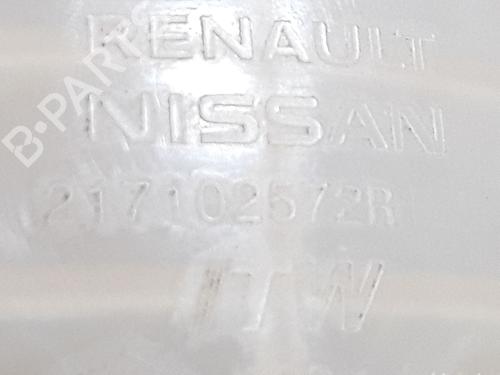 RENAULT
NISSAN
217102572R
ITW
B-PARTS